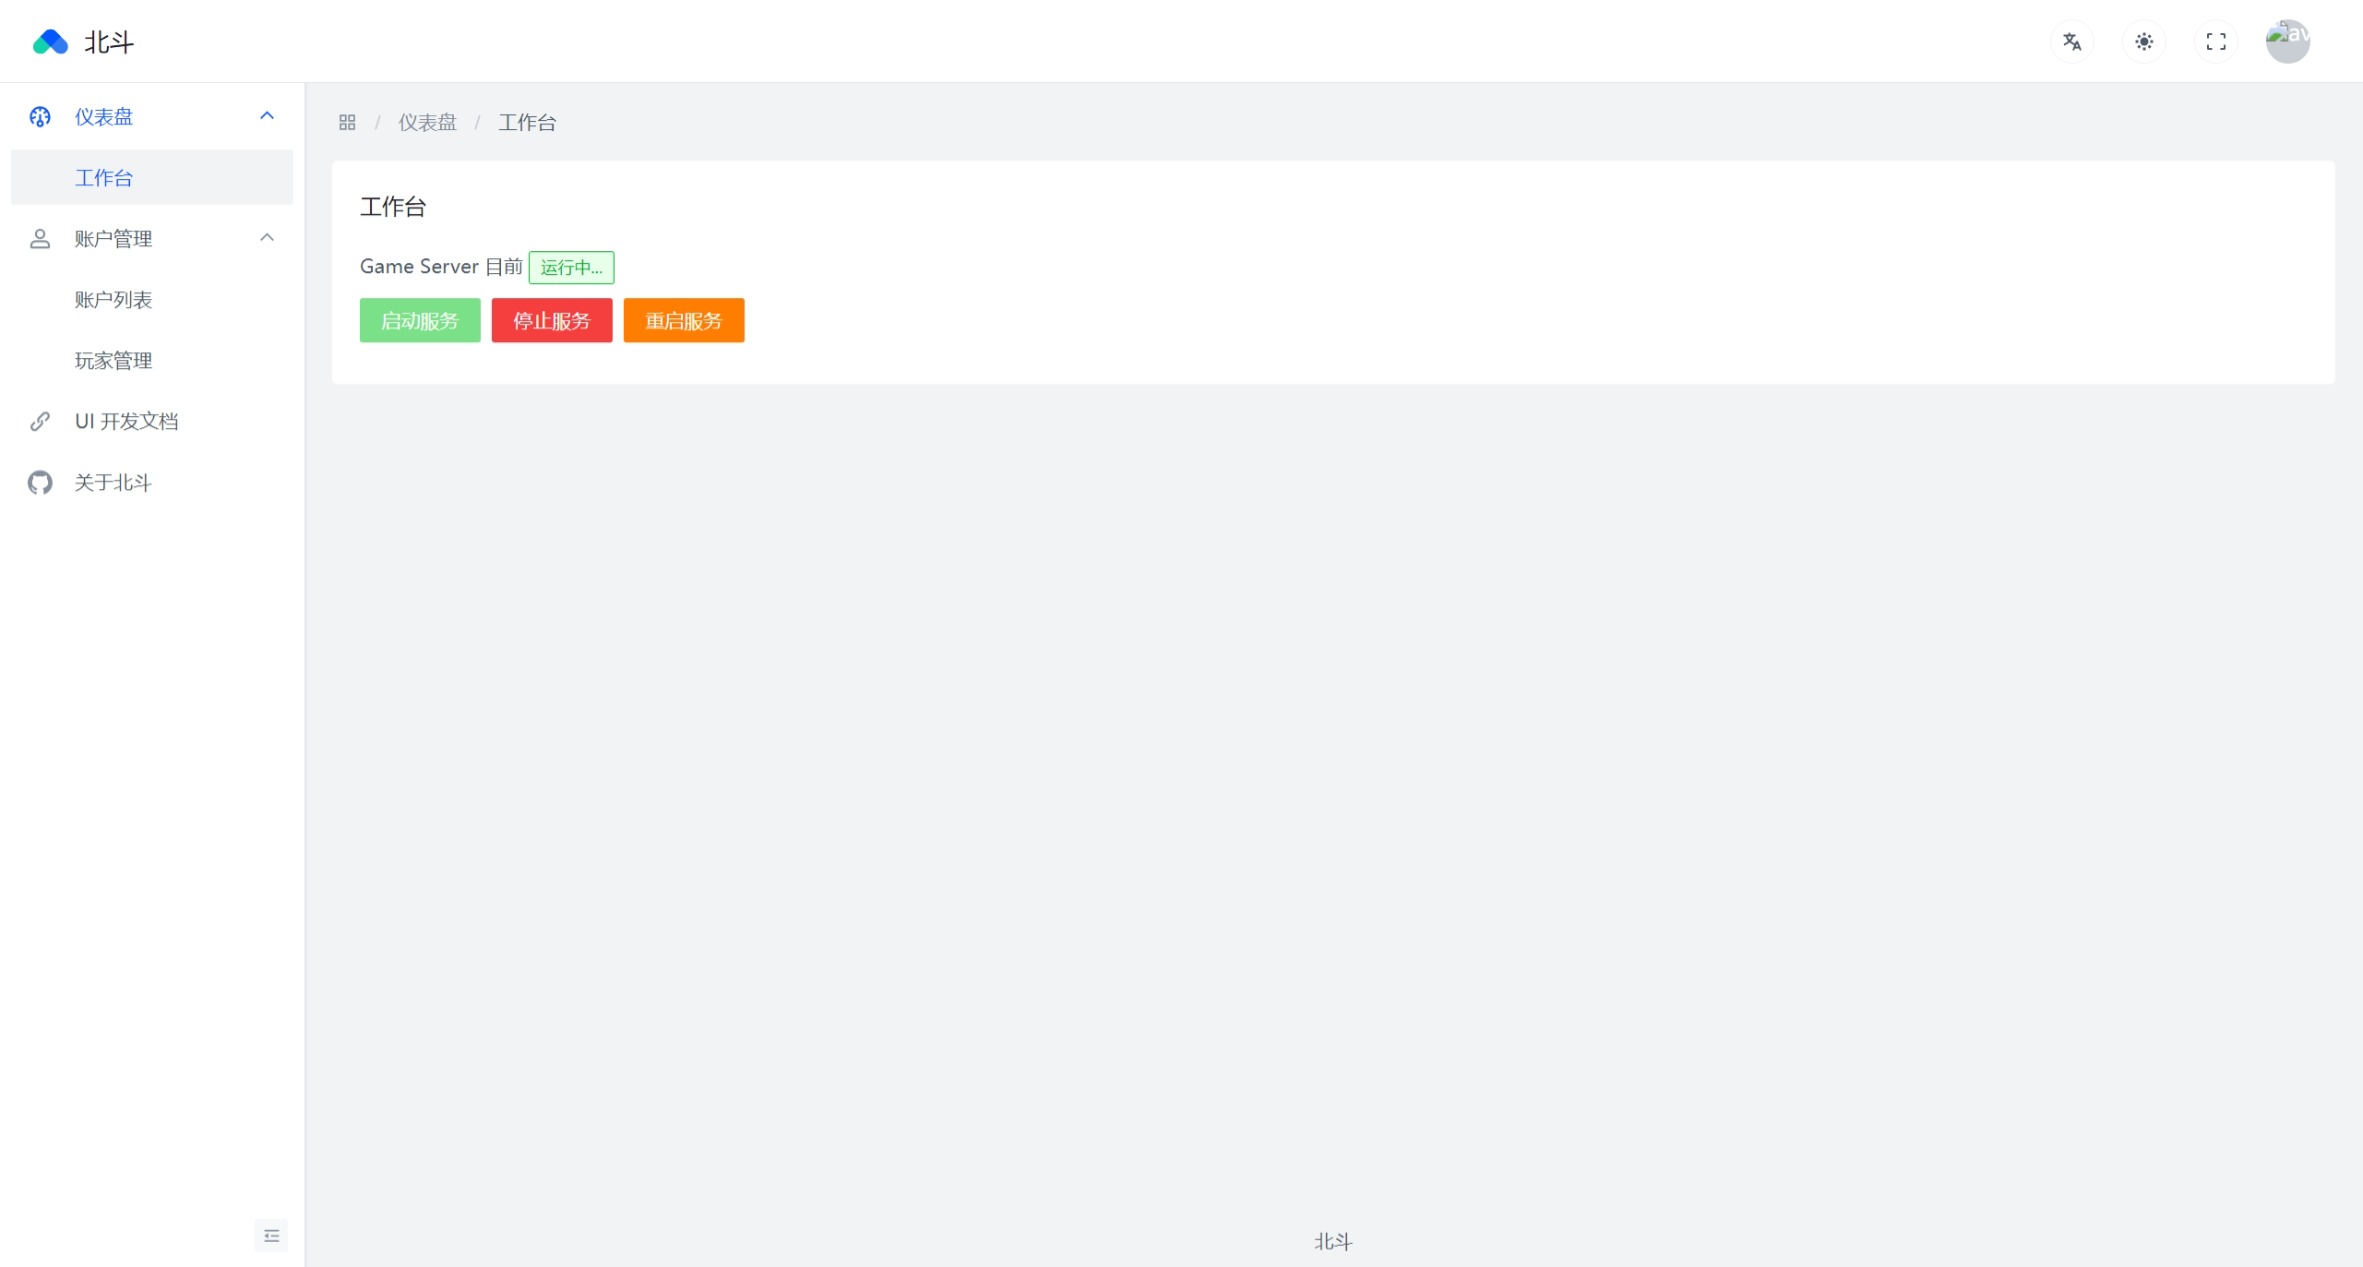 北斗
av
仪表盘
工作台
账户管理
账户列表
玩家管理
UI 开发文档
关于北斗
/ 仪表盘 / 工作台
工作台
Game Server 目前 运行中...
启动服务 停止服务 重启服务
北斗